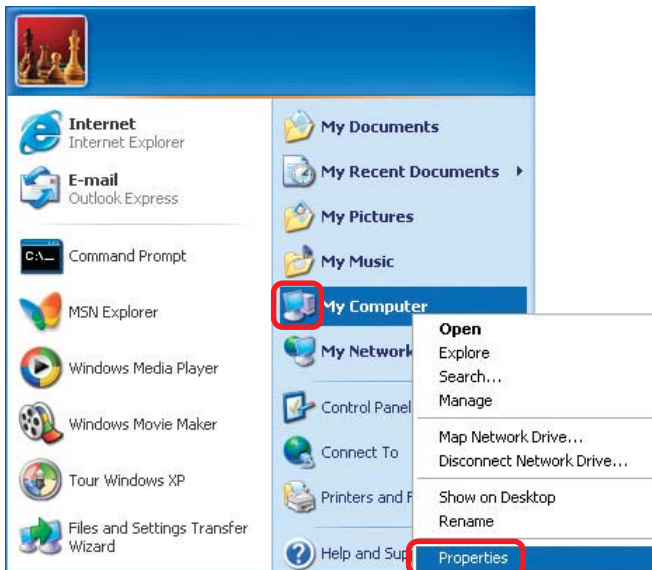 Internet
Internet Explorer
E-mail
Outlook Express
C:\_
Command Prompt
MSN Explorer
Windows Media Player
Windows Movie Maker
Tour Windows XP
Files and Settings Transfer
Wizard
My Documents
My Recent Documents
My Pictures
My Music
My Computer
My Network
Control Panel
Connect To
Printers and
Help and
Open
Explore
Search...
Manage
Map Network Drive...
Disconnect Network Drive...
Show on Desktop
Rename
Properties